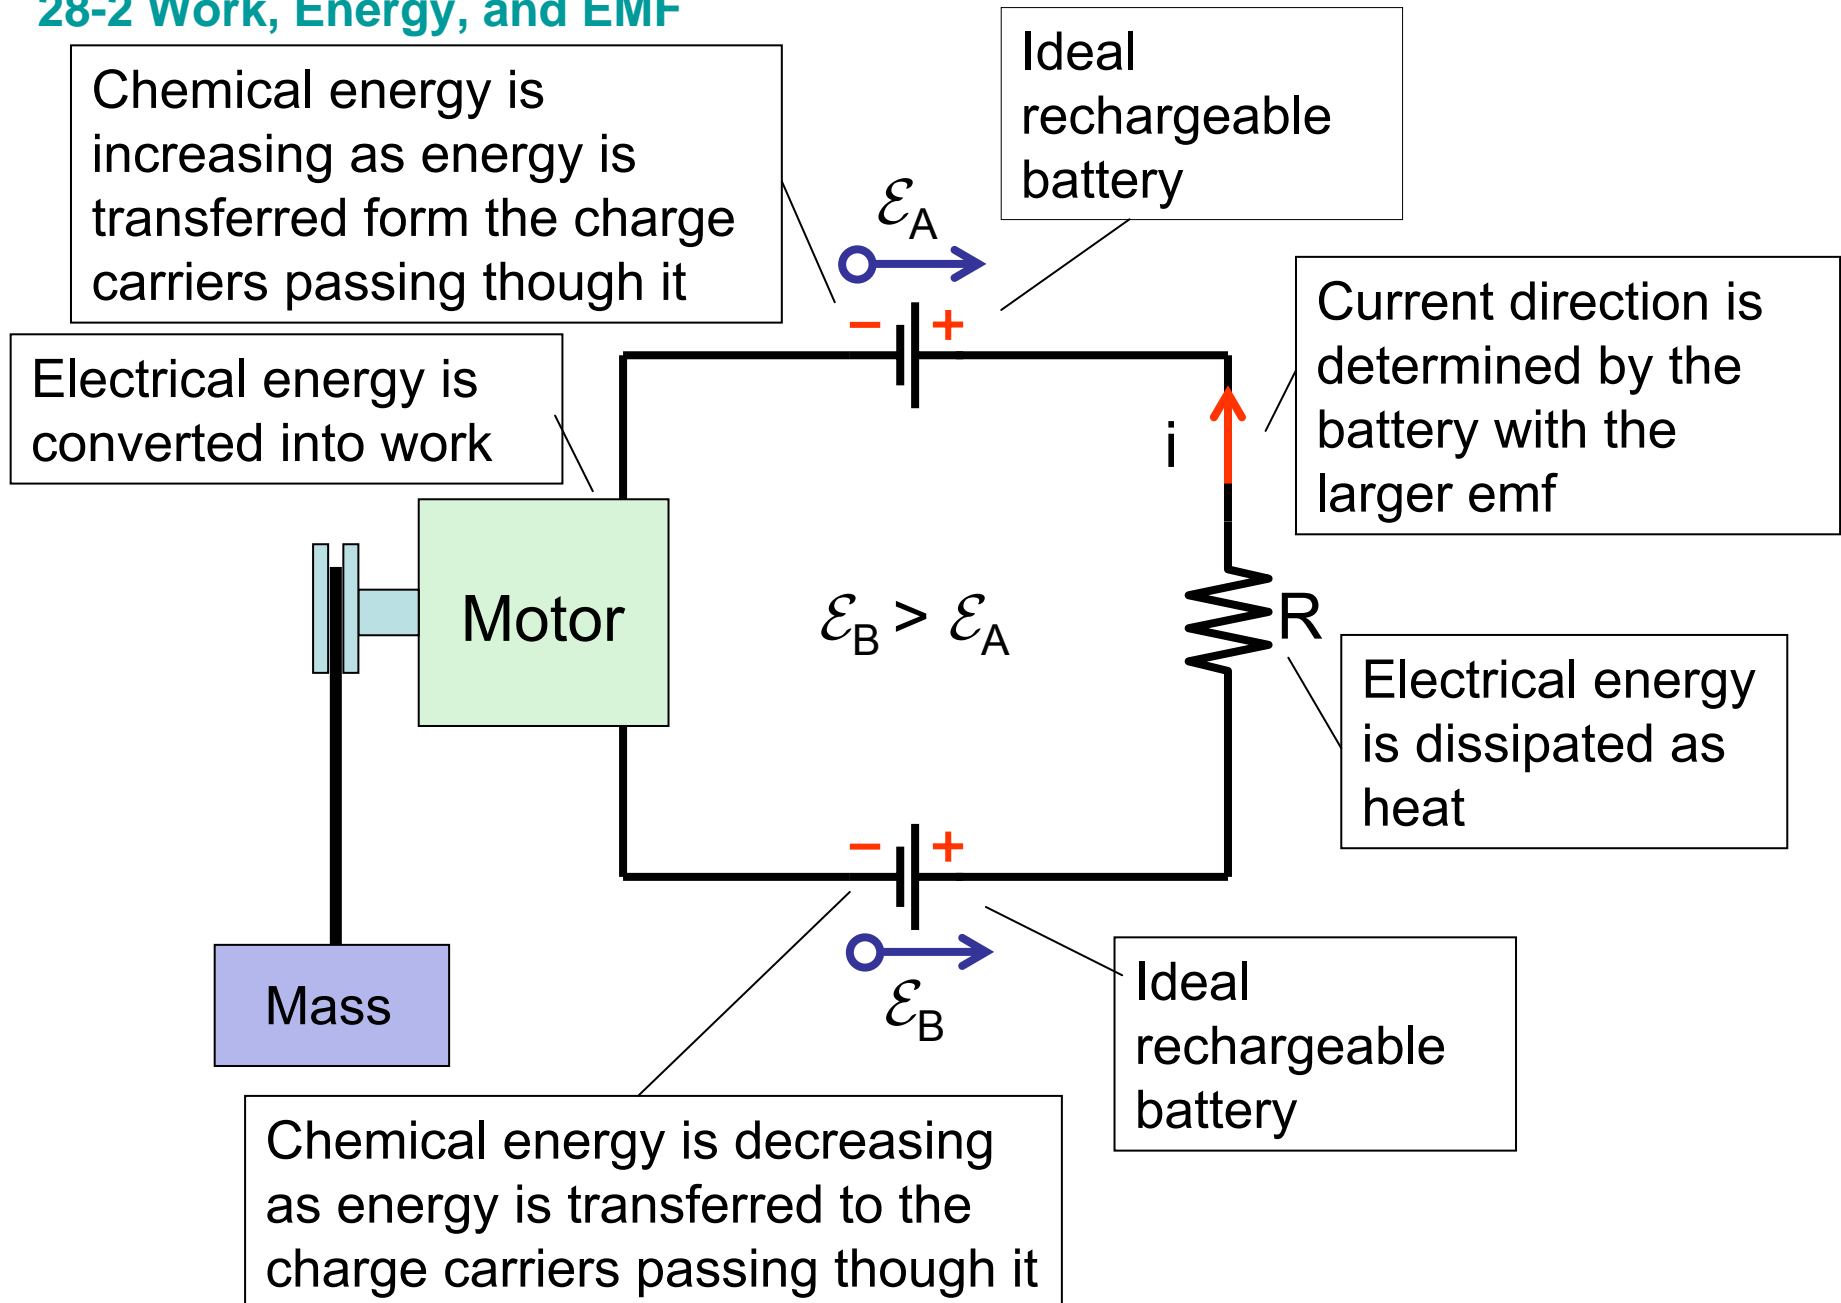 28-2 Work, Energy, and EMF
Chemical energy is
increasing as energy is
transferred form the charge
carriers passing though it
Ideal
rechargeable
battery
ℰA
− +
Electrical energy is
converted into work
Current direction is
determined by the
battery with the
larger emf
i
Motor
ℰB > ℰA
R
Electrical energy
is dissipated as
heat
− +
ℰB
Mass
Ideal
rechargeable
battery
Chemical energy is decreasing
as energy is transferred to the
charge carriers passing though it